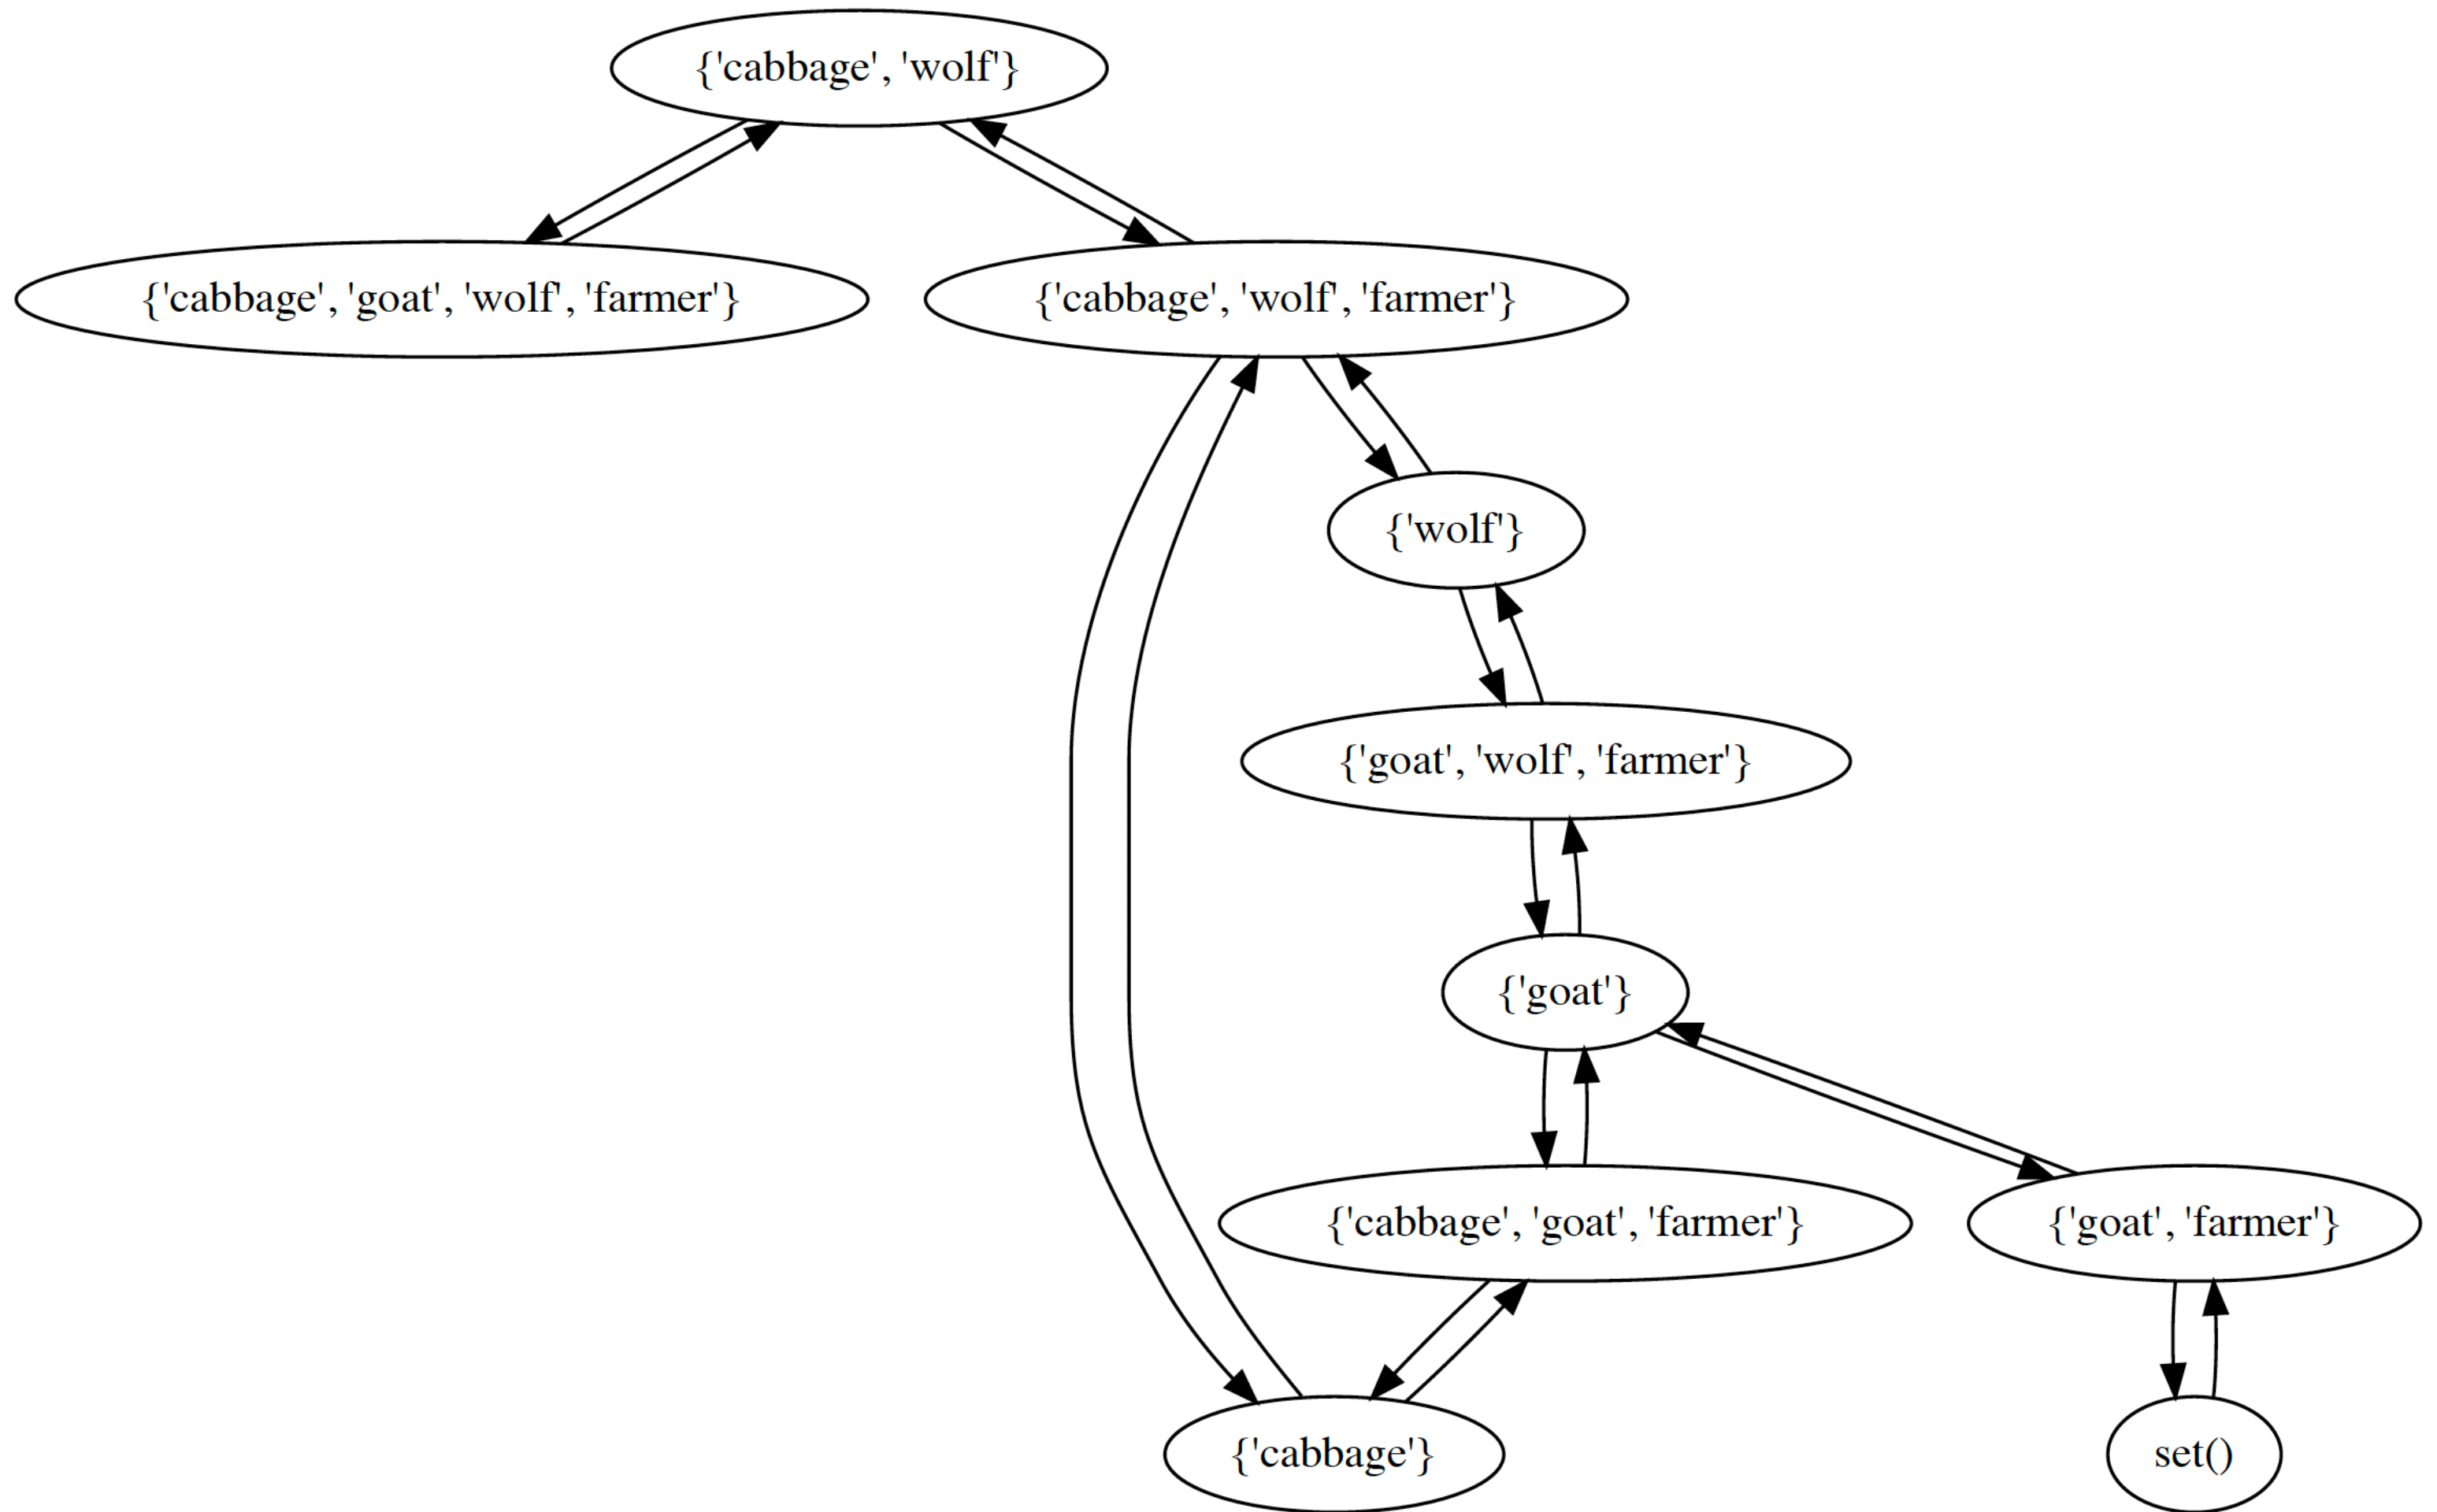 {'cabbage', 'wolf'}
{'cabbage', 'goat', 'wolf', 'farmer'}
{'cabbage', 'wolf', 'farmer'}
{'wolf'}
{'goat', 'wolf', 'farmer'}
{'goat'}
{'cabbage', 'goat', 'farmer'}
{'goat', 'farmer'}
{'cabbage'}
set()